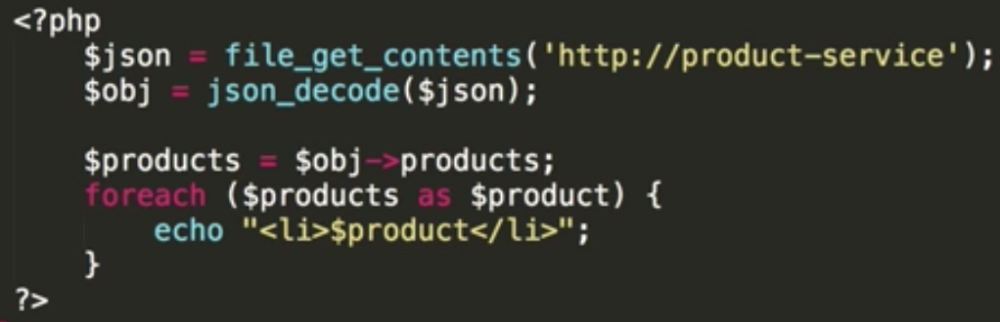 <?php
$json = file_get_contents('http://product-service');
$obj = json_decode($json);
$products = $obj->products;
foreach ($products as $product) {
echo "<li>$product</li>";
}
?>